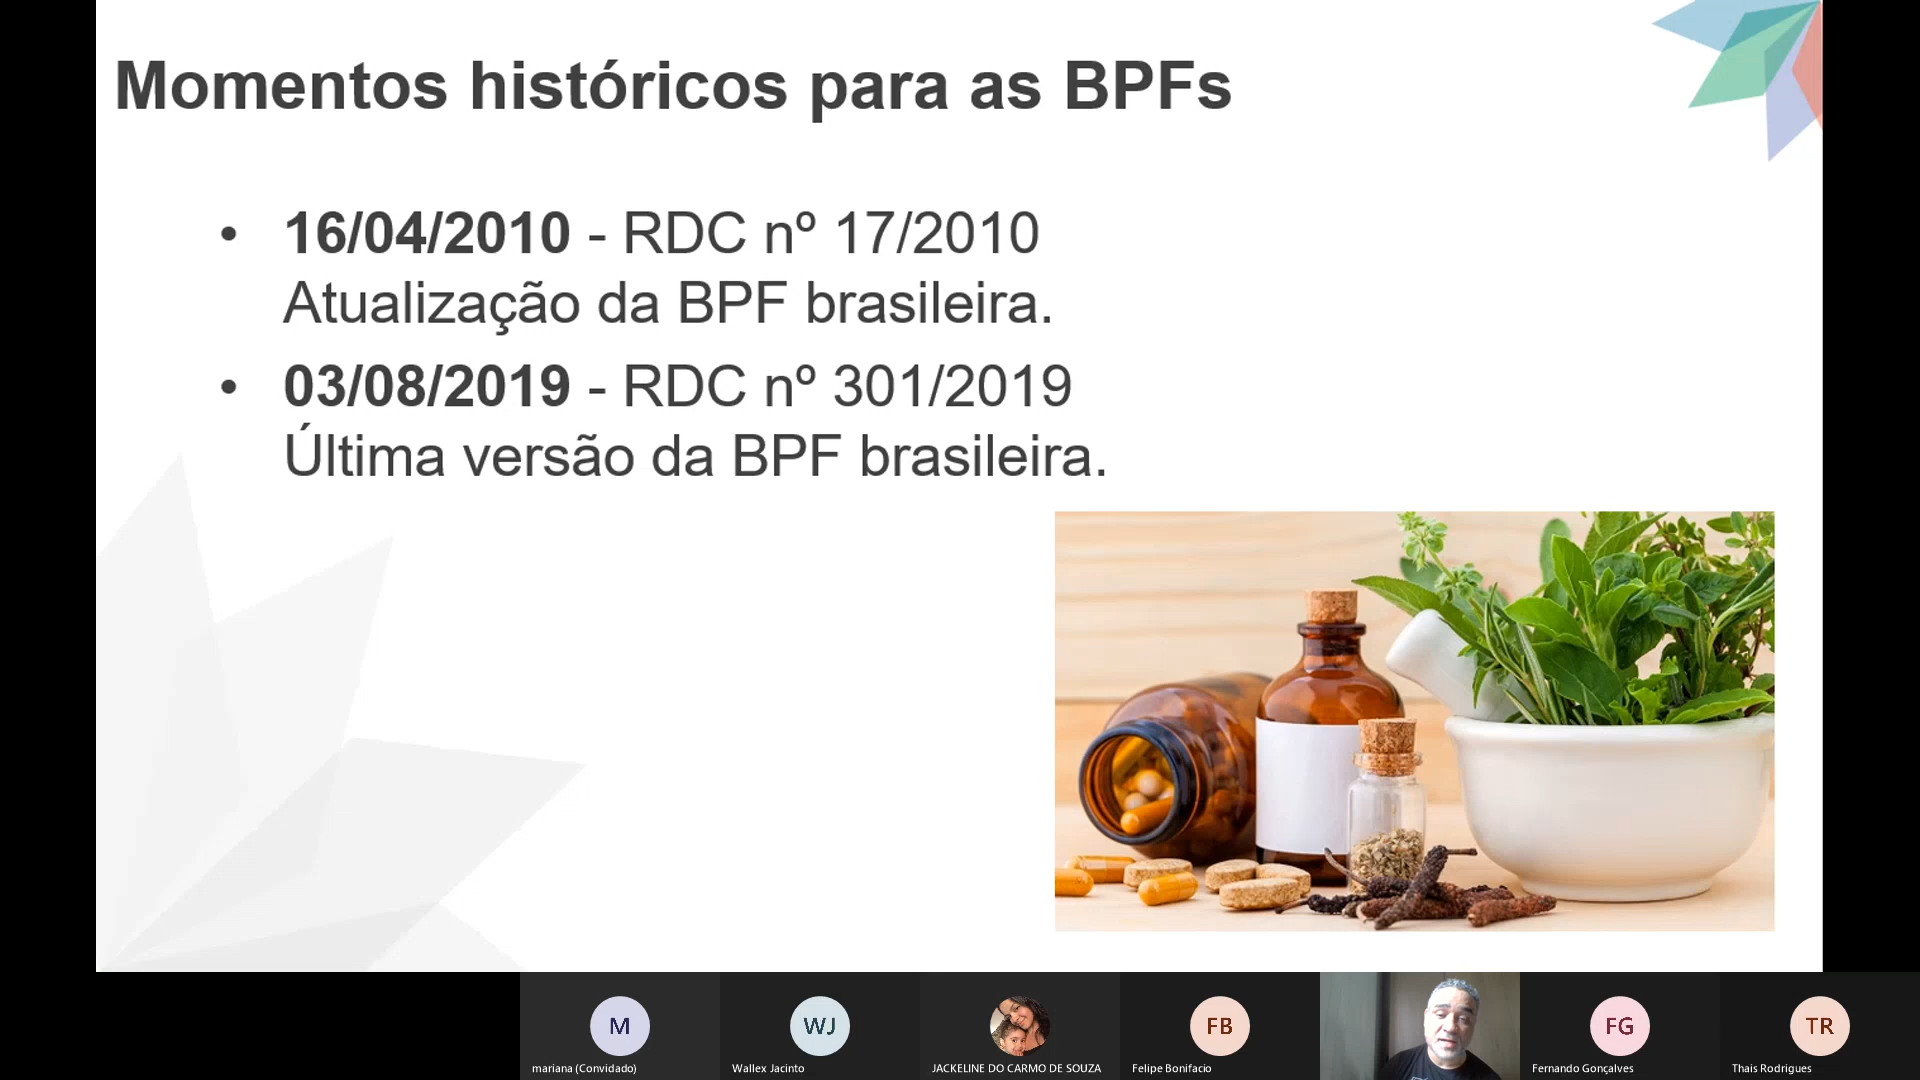 Momentos históricos para as BPFs
• 16/04/2010 - RDC nº 17/2010
Atualização da BPF brasileira.
• 03/08/2019 - RDC nº 301/2019
Última versão da BPF brasileira.
M
WJ
FB
FG
TR
mariana (Convidado)
Wallex Jacinto
JACKELINE DO CARMO DE SOUZA
Felipe Bonifacio
Fernando Gonçalves
Thais Rodrigues